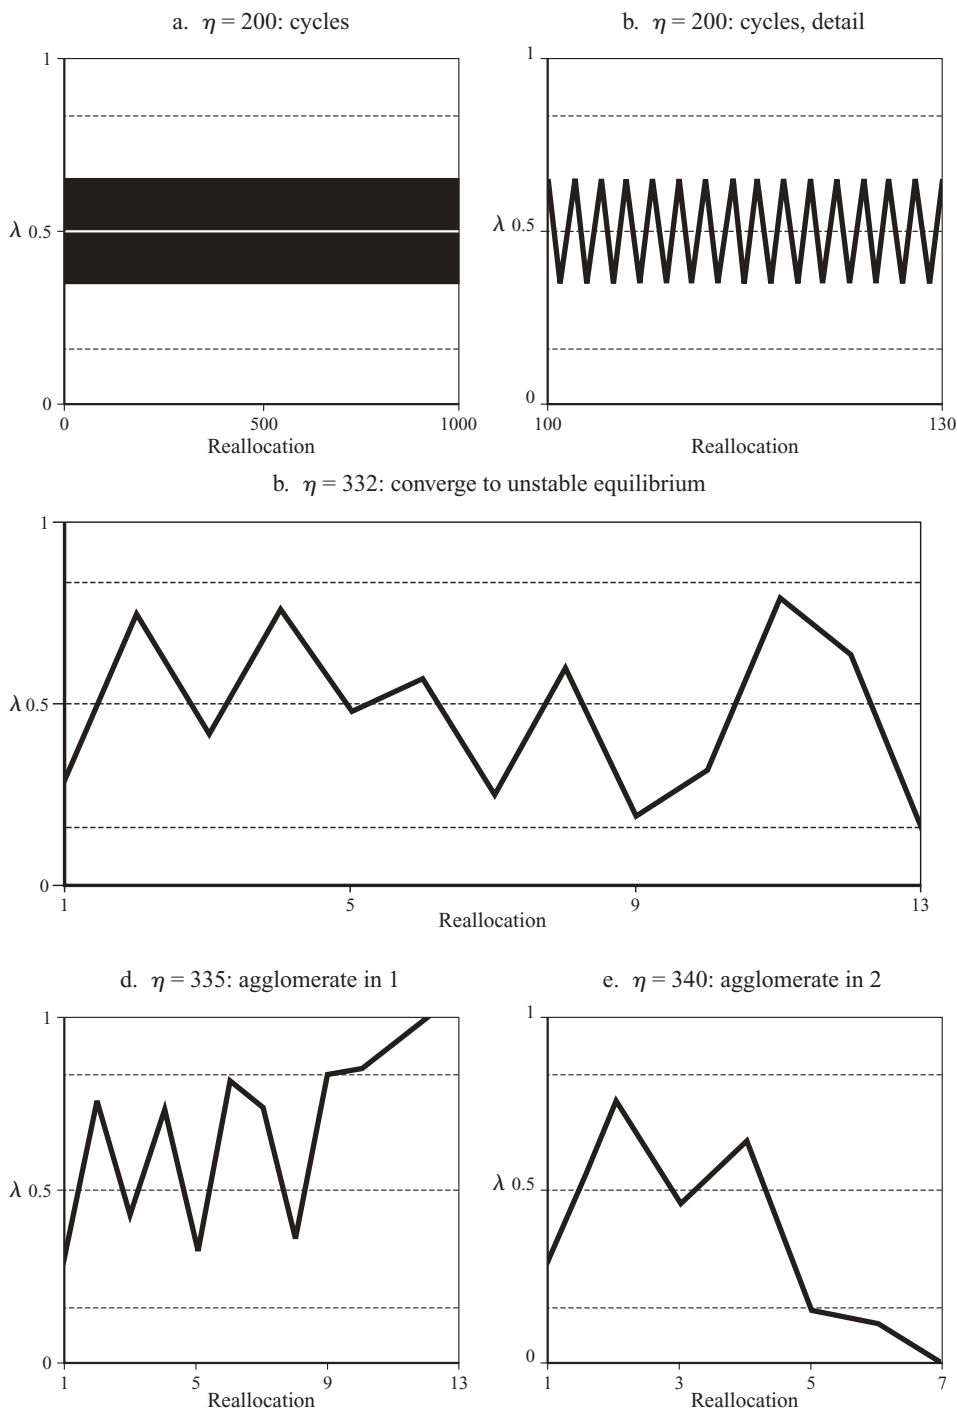 a. η = 200: cycles
b. η = 200: cycles, detail
1
λ 0.5
0
0
500
1000
Reallocation
1
λ 0.5
0
100
130
Reallocation
b. η = 332: converge to unstable equilibrium
1
λ 0.5
0
1
5
9
13
Reallocation
d. η = 335: agglomerate in 1
e. η = 340: agglomerate in 2
1
λ 0.5
0
1
5
9
13
Reallocation
1
λ 0.5
0
1
3
5
7
Reallocation